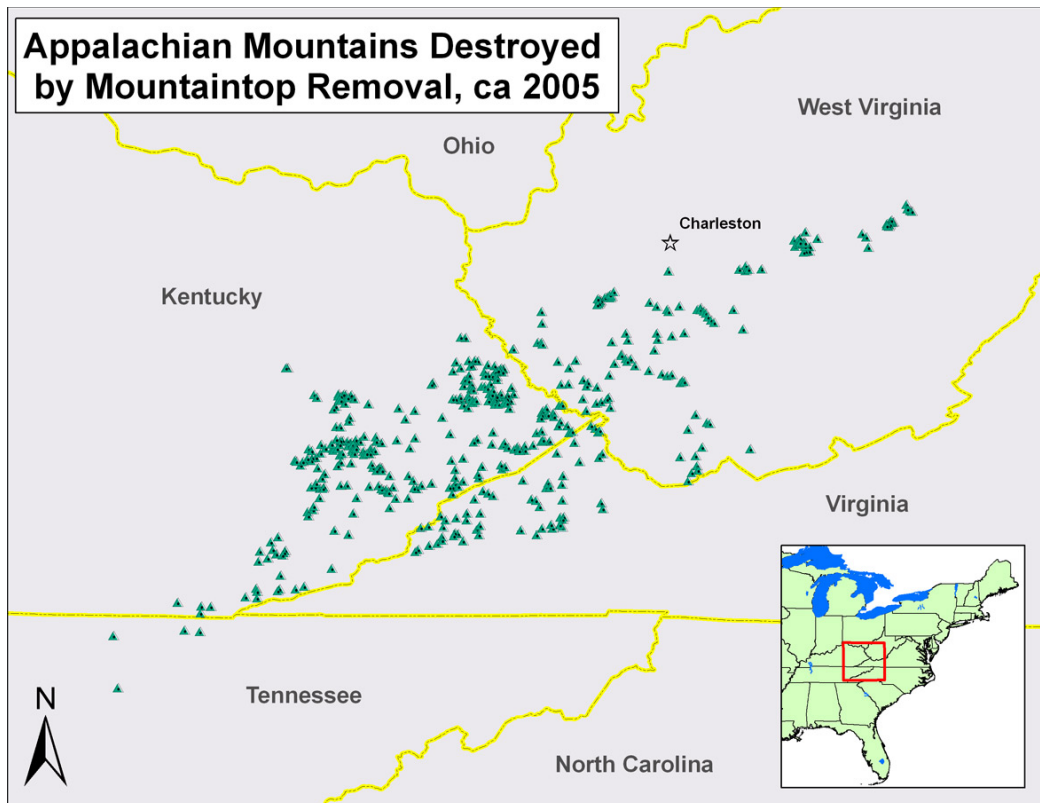 Appalachian Mountains Destroyed
by Mountaintop Removal, ca 2005
West Virginia
Ohio
Charleston
Kentucky
Virginia
N
Tennessee
North Carolina